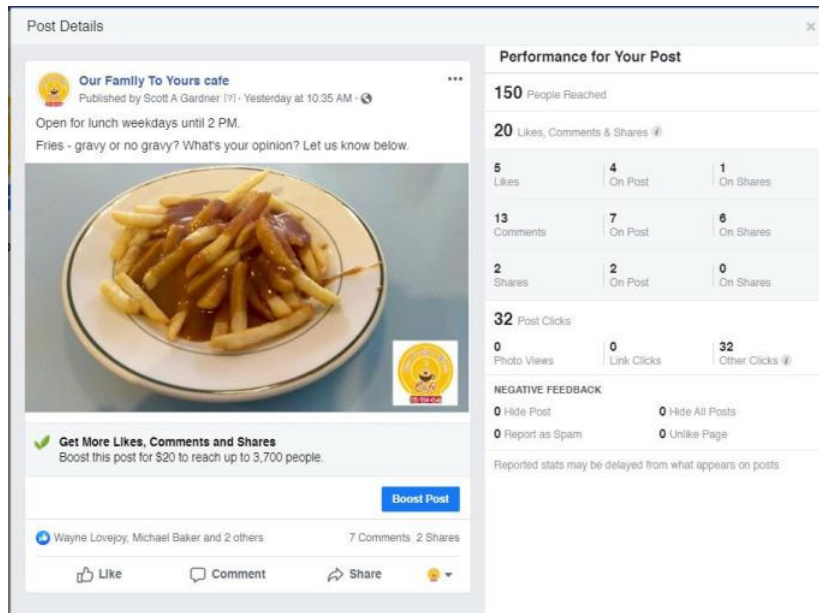 Post Details
Our Family To Yours cafe
Published by Scott A Gardner [?] · Yesterday at 10:35 AM ·
Open for lunch weekdays until 2 PM.
Fries - gravy or no gravy? What's your opinion? Let us know below.
Cafe
Get More Likes, Comments and Shares
Boost this post for $20 to reach up to 3,700 people.
Boost Post
Wayne Lovejoy, Michael Baker and 2 others
7 Comments 2 Shares
Like
Comment
Share
Performance for Your Post
150 People Reached
20 Likes, Comments & Shares
5
Likes
4
On Post
1
On Shares
13
Comments
7
On Post
6
On Shares
2
Shares
2
On Post
0
On Shares
32 Post Clicks
0
Photo Views
0
Link Clicks
32
Other Clicks
NEGATIVE FEEDBACK
0 Hide Post
0 Hide All Posts
0 Report as Spam
0 Unlike Page
Reported stats may be delayed from what appears on posts